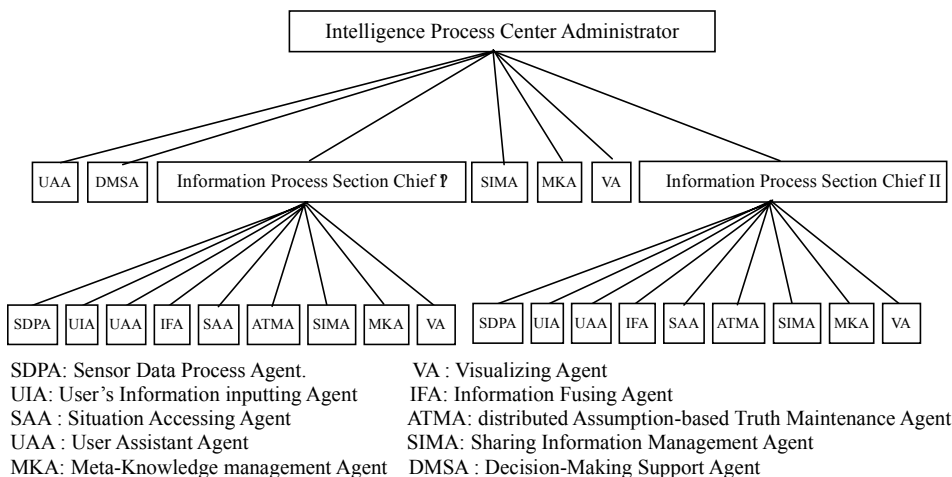 Intelligence Process Center Administrator
UAA
DMSA
Information Process Section Chief
SIMA
MKA
VA
Information Process Section Chief II
SDPA
UIA
UAA
IFA
SAA
ATMA
SIMA
MKA
VA
SDPA
UIA
UAA
IFA
SAA
ATMA
SIMA
MKA
VA
SDPA: Sensor Data Process Agent.
VA : Visualizing Agent
UIA: User’s Information inputting Agent
IFA: Information Fusing Agent
SAA : Situation Accessing Agent
ATMA: distributed Assumption-based Truth Maintenance Agent
UAA : User Assistant Agent
SIMA: Sharing Information Management Agent
MKA: Meta-Knowledge management Agent
DMSA : Decision-Making Support Agent